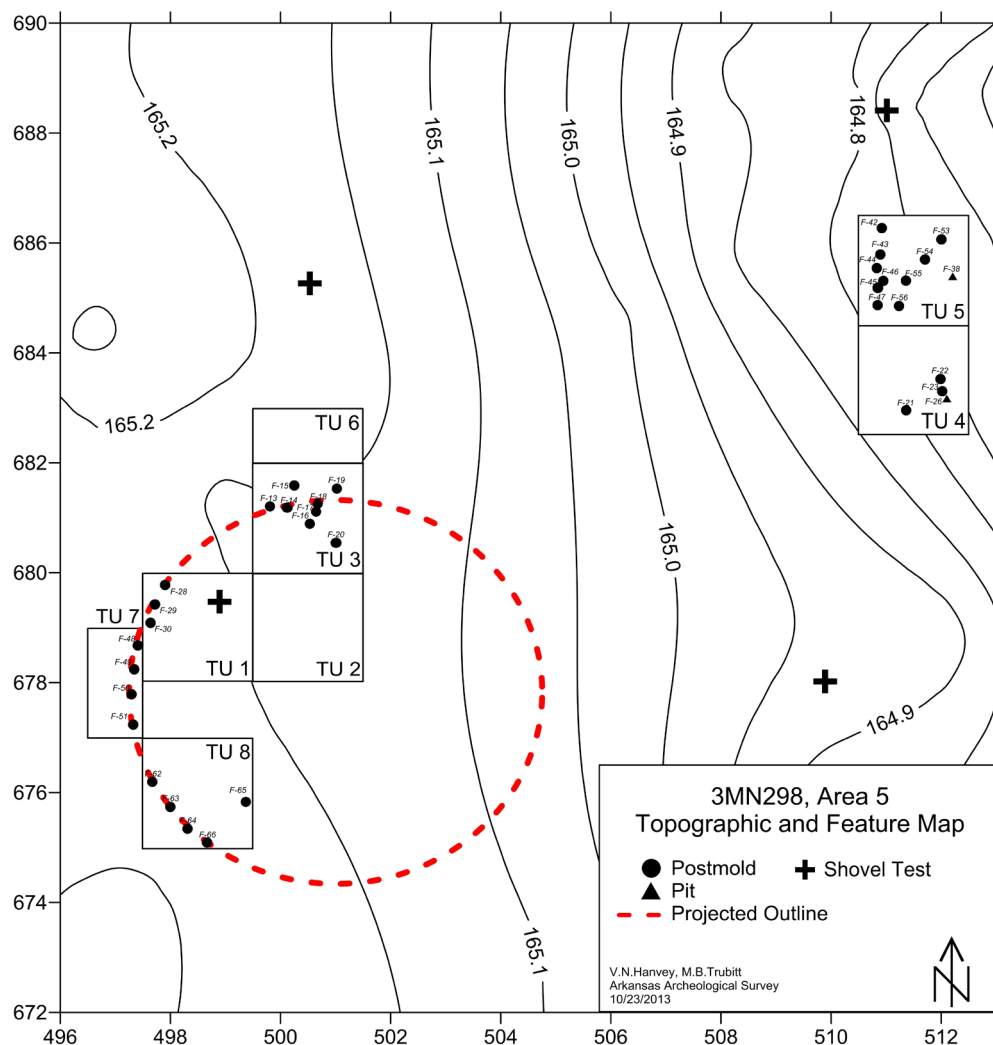 690
688
686
684
682
680
678
676
674
672
496
498
500
502
504
506
508
510
512
165.2
165.2
165.1
165.0
164.9
164.8
165.0
164.9
165.1
F-42
F-53
F-43
F-54
F-44
F-46
F-55
F-38
F-45
F-47
F-56
TU 5
F-22
F-23
F-21
F-26
TU 4
TU 6
F-15
F-19
F-13
F-14
F-18
F-17
F-16
F-20
TU 3
F-28
F-29
F-30
TU 7
F-48
F-49
F-50
F-51
TU 1
TU 2
TU 8
F-62
F-63
F-65
F-64
F-66
3MN298, Area 5
Topographic and Feature Map
Postmold
Shovel Test
Pit
Projected Outline
V.N.Hanvey, M.B.Trubitt
Arkansas Archeological Survey
10/23/2013
N